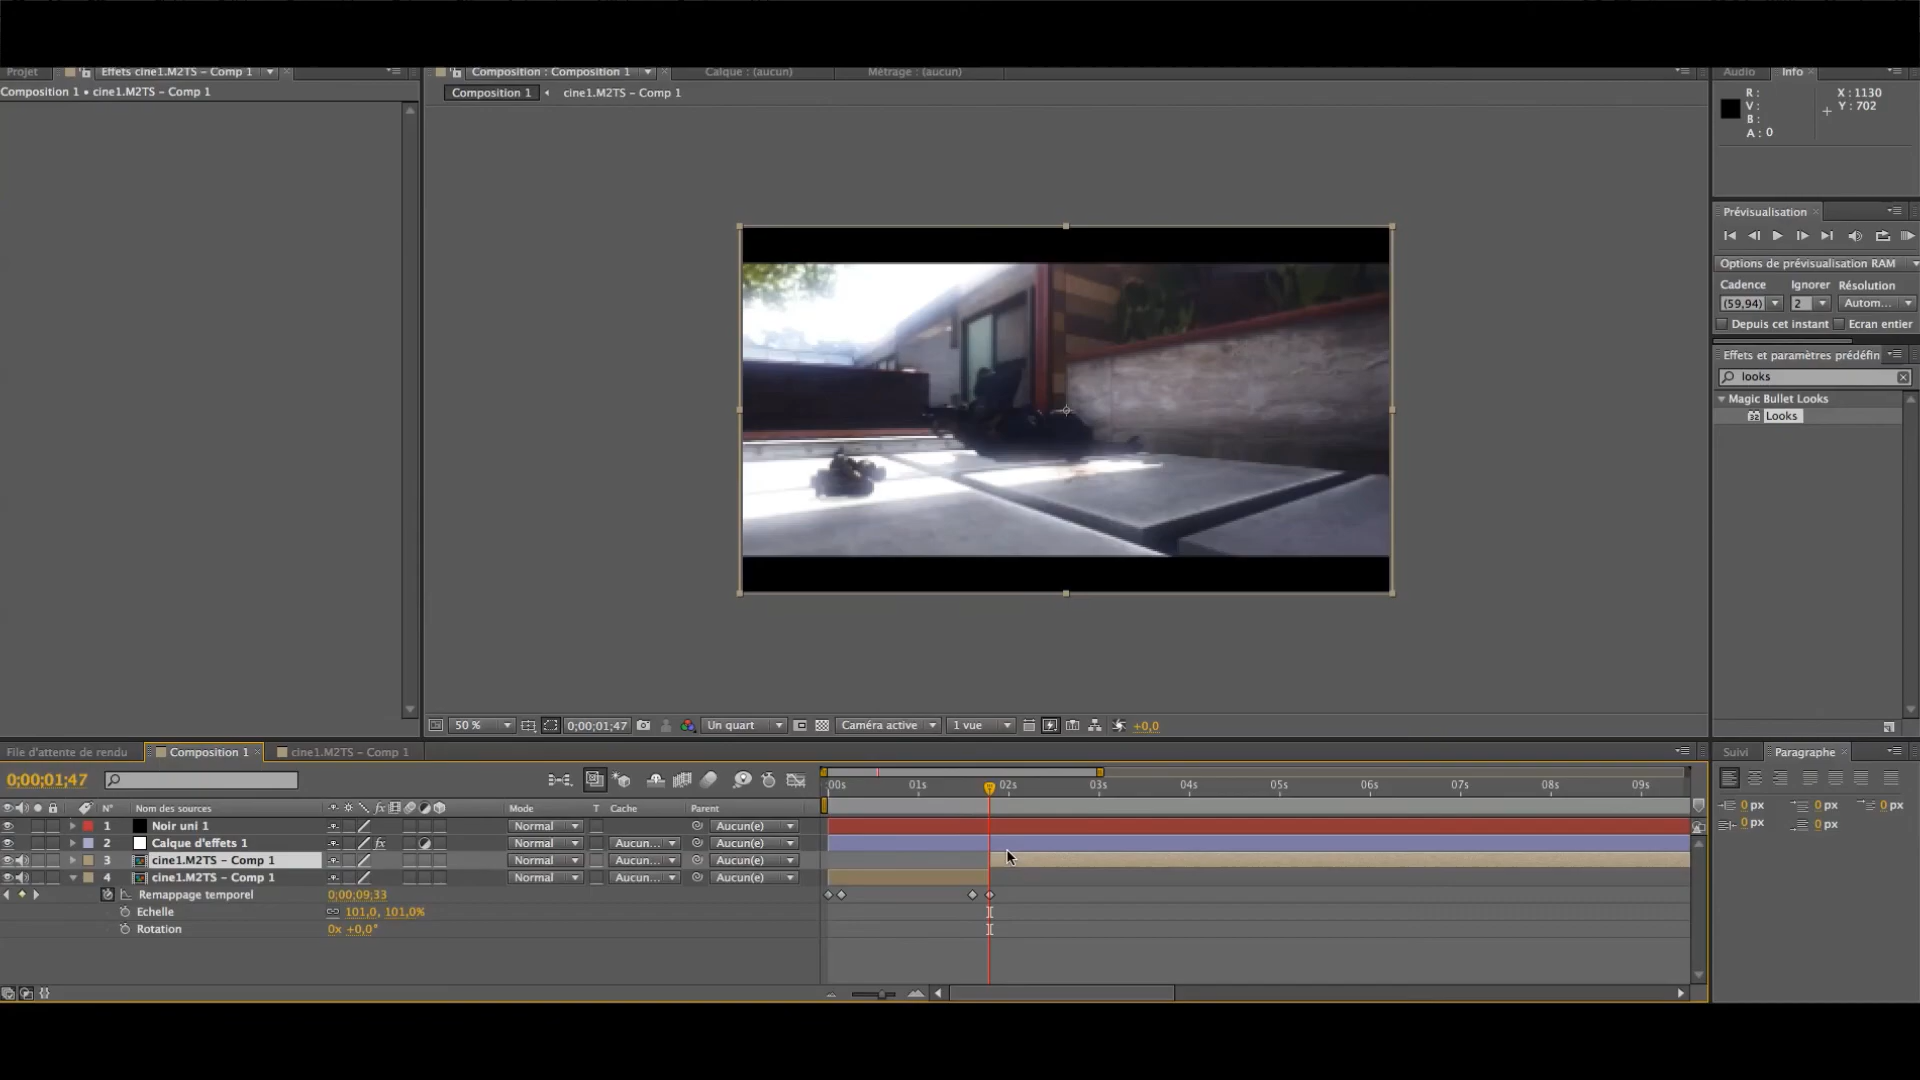 Projet
Effets cine1.M2TS – Comp 1
Composition 1 • cine1.M2TS – Comp 1
Composition : Composition 1
Calque : (aucun)
Métrage : (aucun)
Composition 1
cine1.M2TS – Comp 1
Audio
Info
R :
V :
B :
A : 0
X : 1130
Y : 702
Prévisualisation
Options de prévisualisation RAM
Cadence
Ignorer
Résolution
(59,94)
2
Autom...
Depuis cet instant
Ecran entier
Effets et paramètres prédéfin
looks
Magic Bullet Looks
32
Looks
50 %
0;00;01;47
Un quart
Caméra active
1 vue
+0,0
File d'attente de rendu
Composition 1
cine1.M2TS – Comp 1
Suivi
Paragraphe
0;00;01;47
:00s
01s
02s
03s
04s
05s
06s
07s
08s
09s
N°
Nom des sources
fx
Mode
T
Cache
Parent
1
Noir uni 1
Normal
Aucun(e)
2
Calque d'effets 1
fx
Normal
Aucun...
Aucun(e)
3
cine1.M2TS – Comp 1
Normal
Aucun...
Aucun(e)
4
cine1.M2TS – Comp 1
Normal
Aucun...
Aucun(e)
Remappage temporel
0;00;09;33
Echelle
101,0, 101,0%
Rotation
0x +0,0°
0 px
0 px
0 px
0 px
0 px